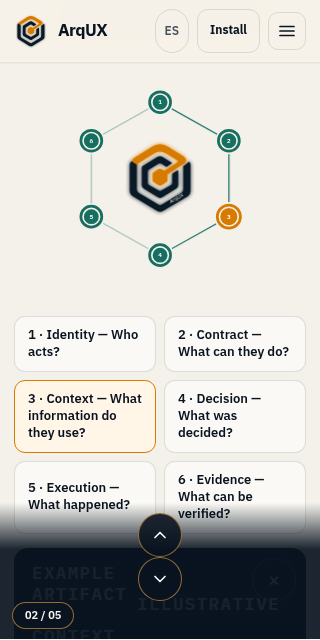 ArqUX
ES
Install
1
2
3
4
5
6
1 · Identity — Who
acts?
2 · Contract —
What can they do?
3 · Context — What
information do
they use?
4 · Decision —
What was
decided?
5 · Execution —
What happened?
6 · Evidence —
What can be
verified?
EXAMPLE
ARTIFACT
ILLUSTRATIVE
×
02 / 05
CONTEXT